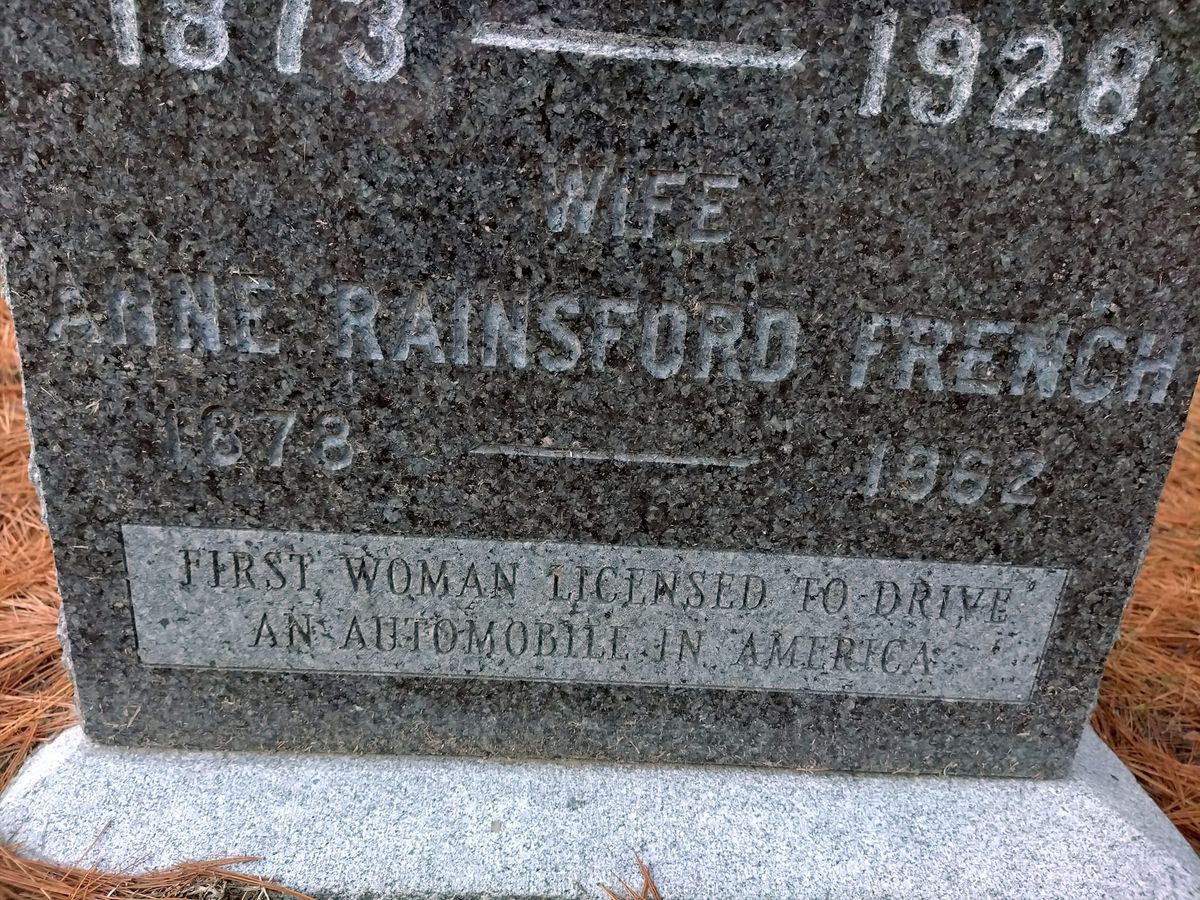 1873 — 1928
WIFE
ANNE RAINSFORD FRENCH
1878 — 1962
FIRST WOMAN LICENSED TO DRIVE
AN AUTOMOBILE IN AMERICA